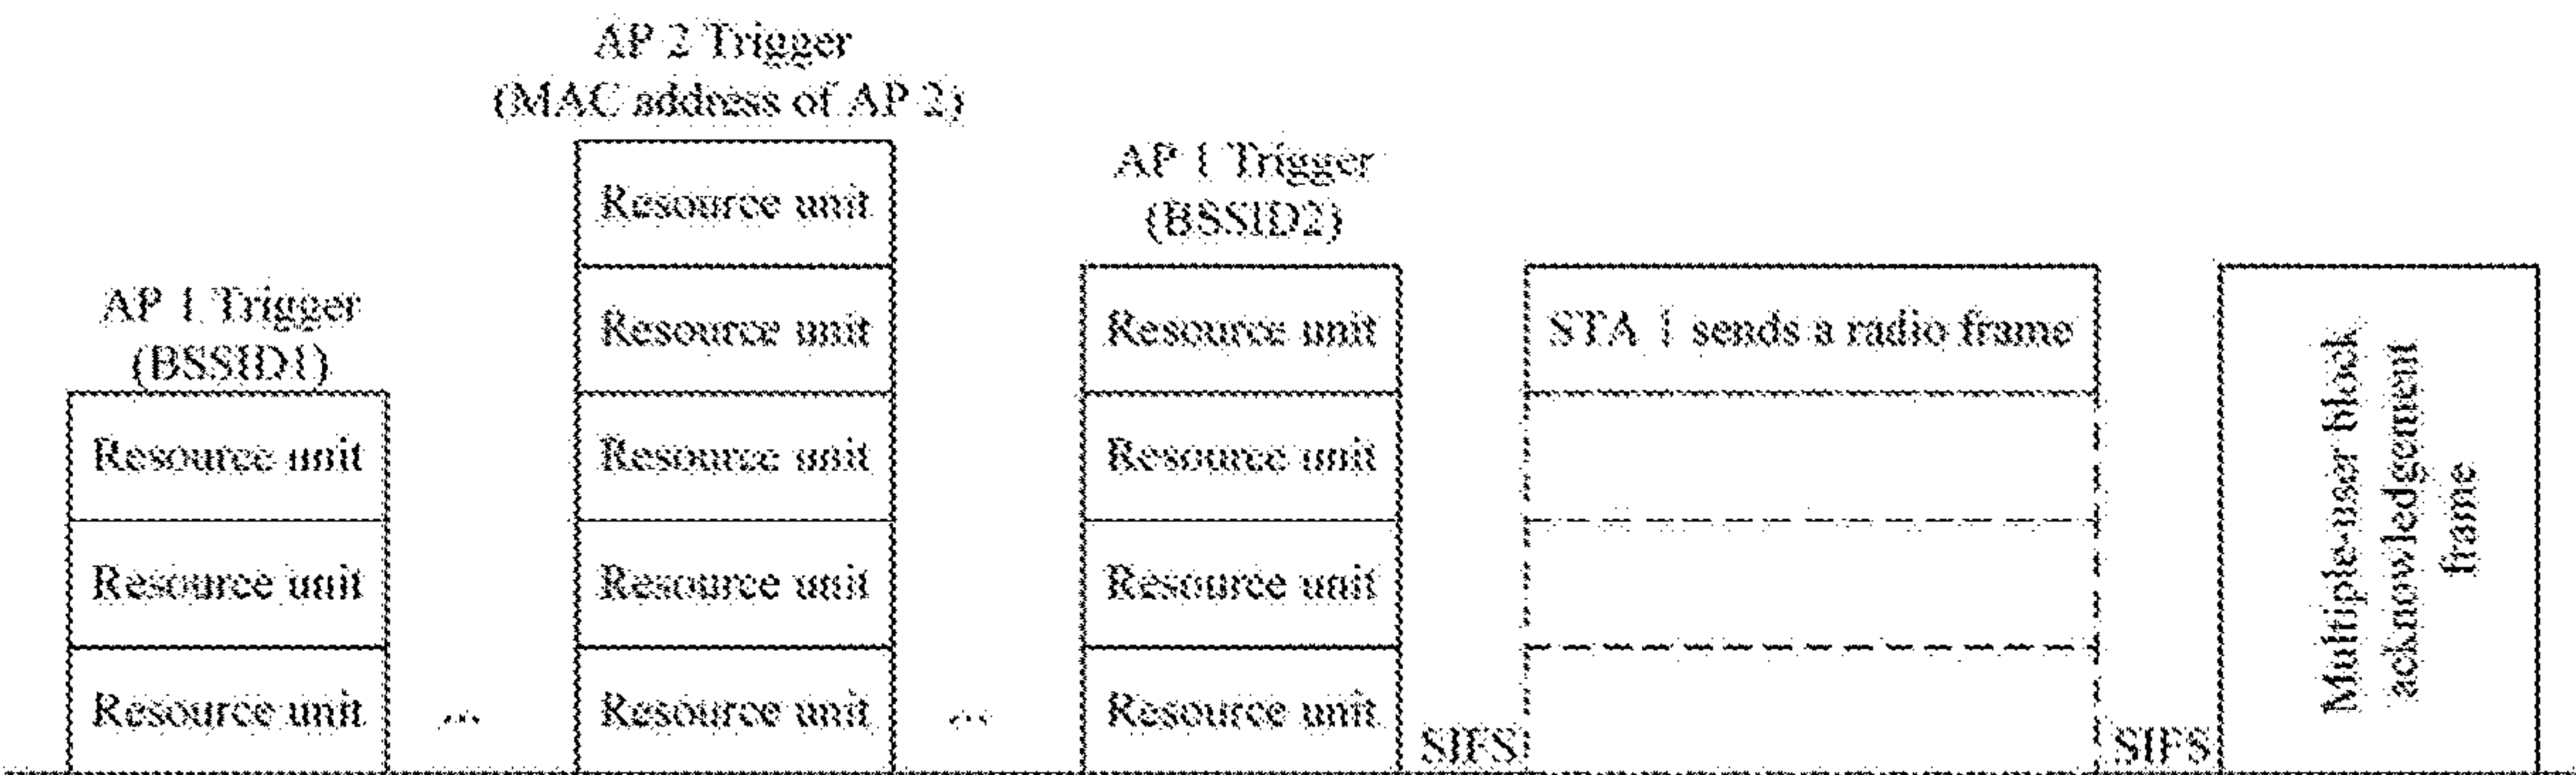 AP 1 Trigger
(BSSID1)
Resource unit
Resource unit
Resource unit
...
AP 2 Trigger
(MAC address of AP 2)
Resource unit
Resource unit
Resource unit
Resource unit
Resource unit
...
AP 1 Trigger
(BSSID2)
Resource unit
Resource unit
Resource unit
Resource unit
SIFS
STA 1 sends a radio frame
SIFS
Multiple-user block
acknowledgement
frame